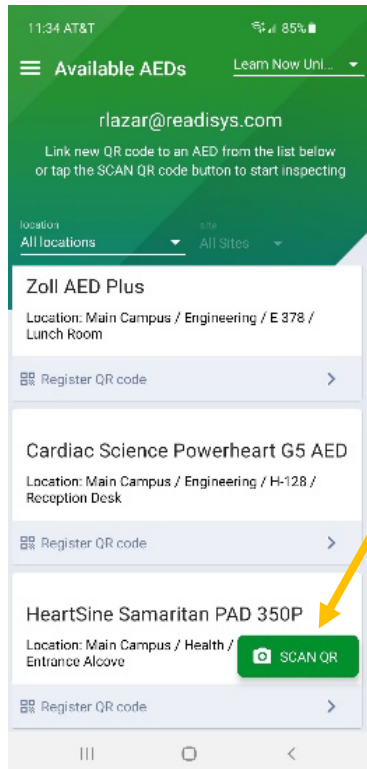 11:34 AT&T 85%
Available AEDs Learn Now Uni...
rlazar@readisys.com
Link new QR code to an AED from the list below
or tap the SCAN QR code button to start inspecting
location site
All locations All Sites
Zoll AED Plus
Location: Main Campus / Engineering / E 378 /
Lunch Room
Register QR code
Cardiac Science Powerheart G5 AED
Location: Main Campus / Engineering / H-128 /
Reception Desk
Register QR code
HeartSine Samaritan PAD 350P
Location: Main Campus / Health /
Entrance Alcove
SCAN QR
Register QR code